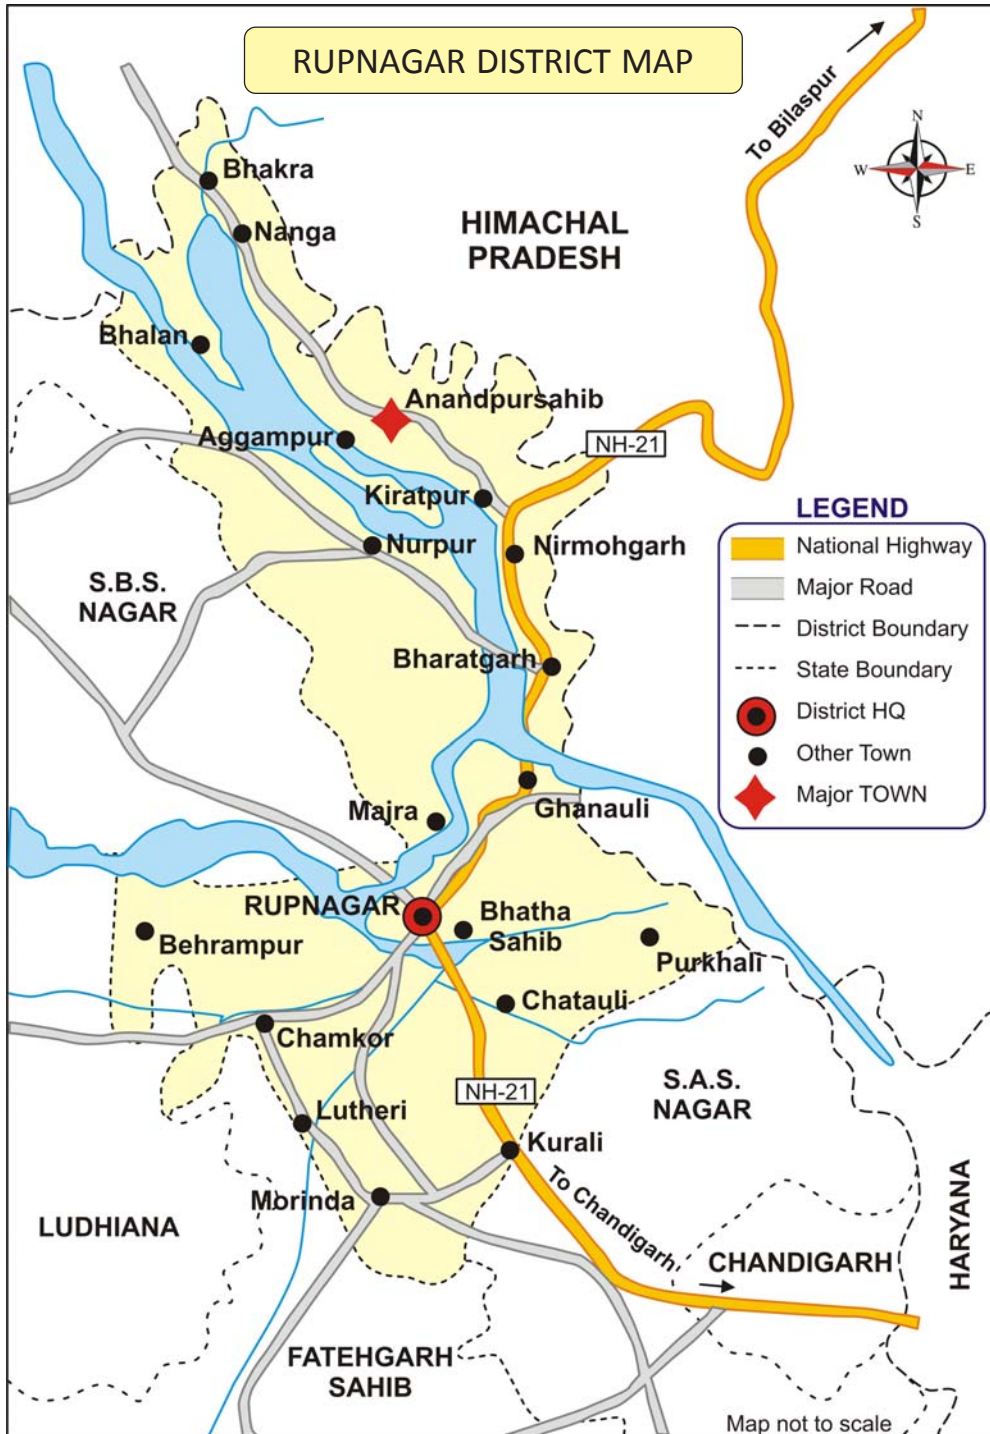 RUPNAGAR DISTRICT MAP
To Bilaspur
N
W
E
S
Bhakra
Nanga
HIMACHAL
PRADESH
Bhalan
Anandpursahib
Aggampur
NH-21
Kiratpur
Nurpur
Nirmohgarh
S.B.S.
NAGAR
Bharatgarh
LEGEND
National Highway
Major Road
District Boundary
State Boundary
District HQ
Other Town
Major TOWN
Majra
Ghanauli
RUPNAGAR
Bhatha
Sahib
Behrampur
Purkhali
Chatauli
Chamkor
S.A.S.
NAGAR
NH-21
Lutheri
Kurali
Morinda
To Chandigarh
LUDHIANA
CHANDIGARH
HARYANA
FATEHGARH
SAHIB
Map not to scale